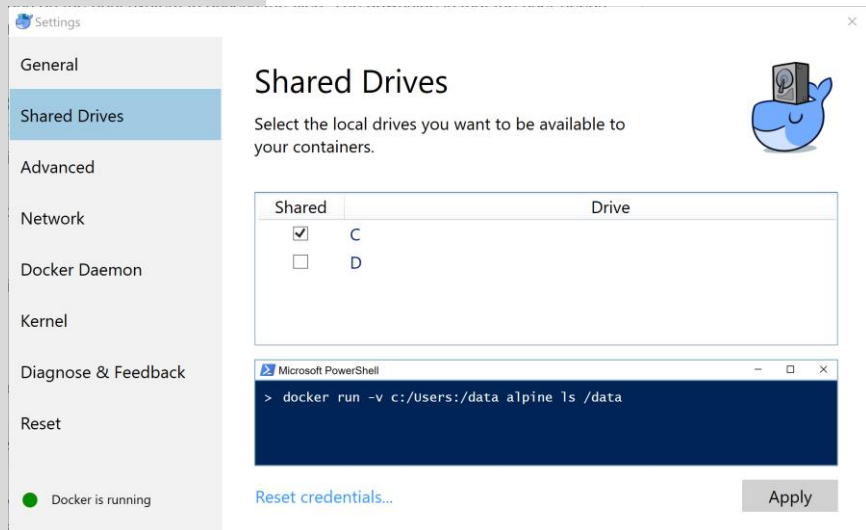 Settings
General
Shared Drives
Advanced
Network
Docker Daemon
Kernel
Diagnose & Feedback
Reset
Docker is running
Shared Drives
Select the local drives you want to be available to
your containers.
Shared Drive
C
D
Microsoft PowerShell
> docker run -v c:/Users:/data alpine ls /data
Reset credentials...
Apply